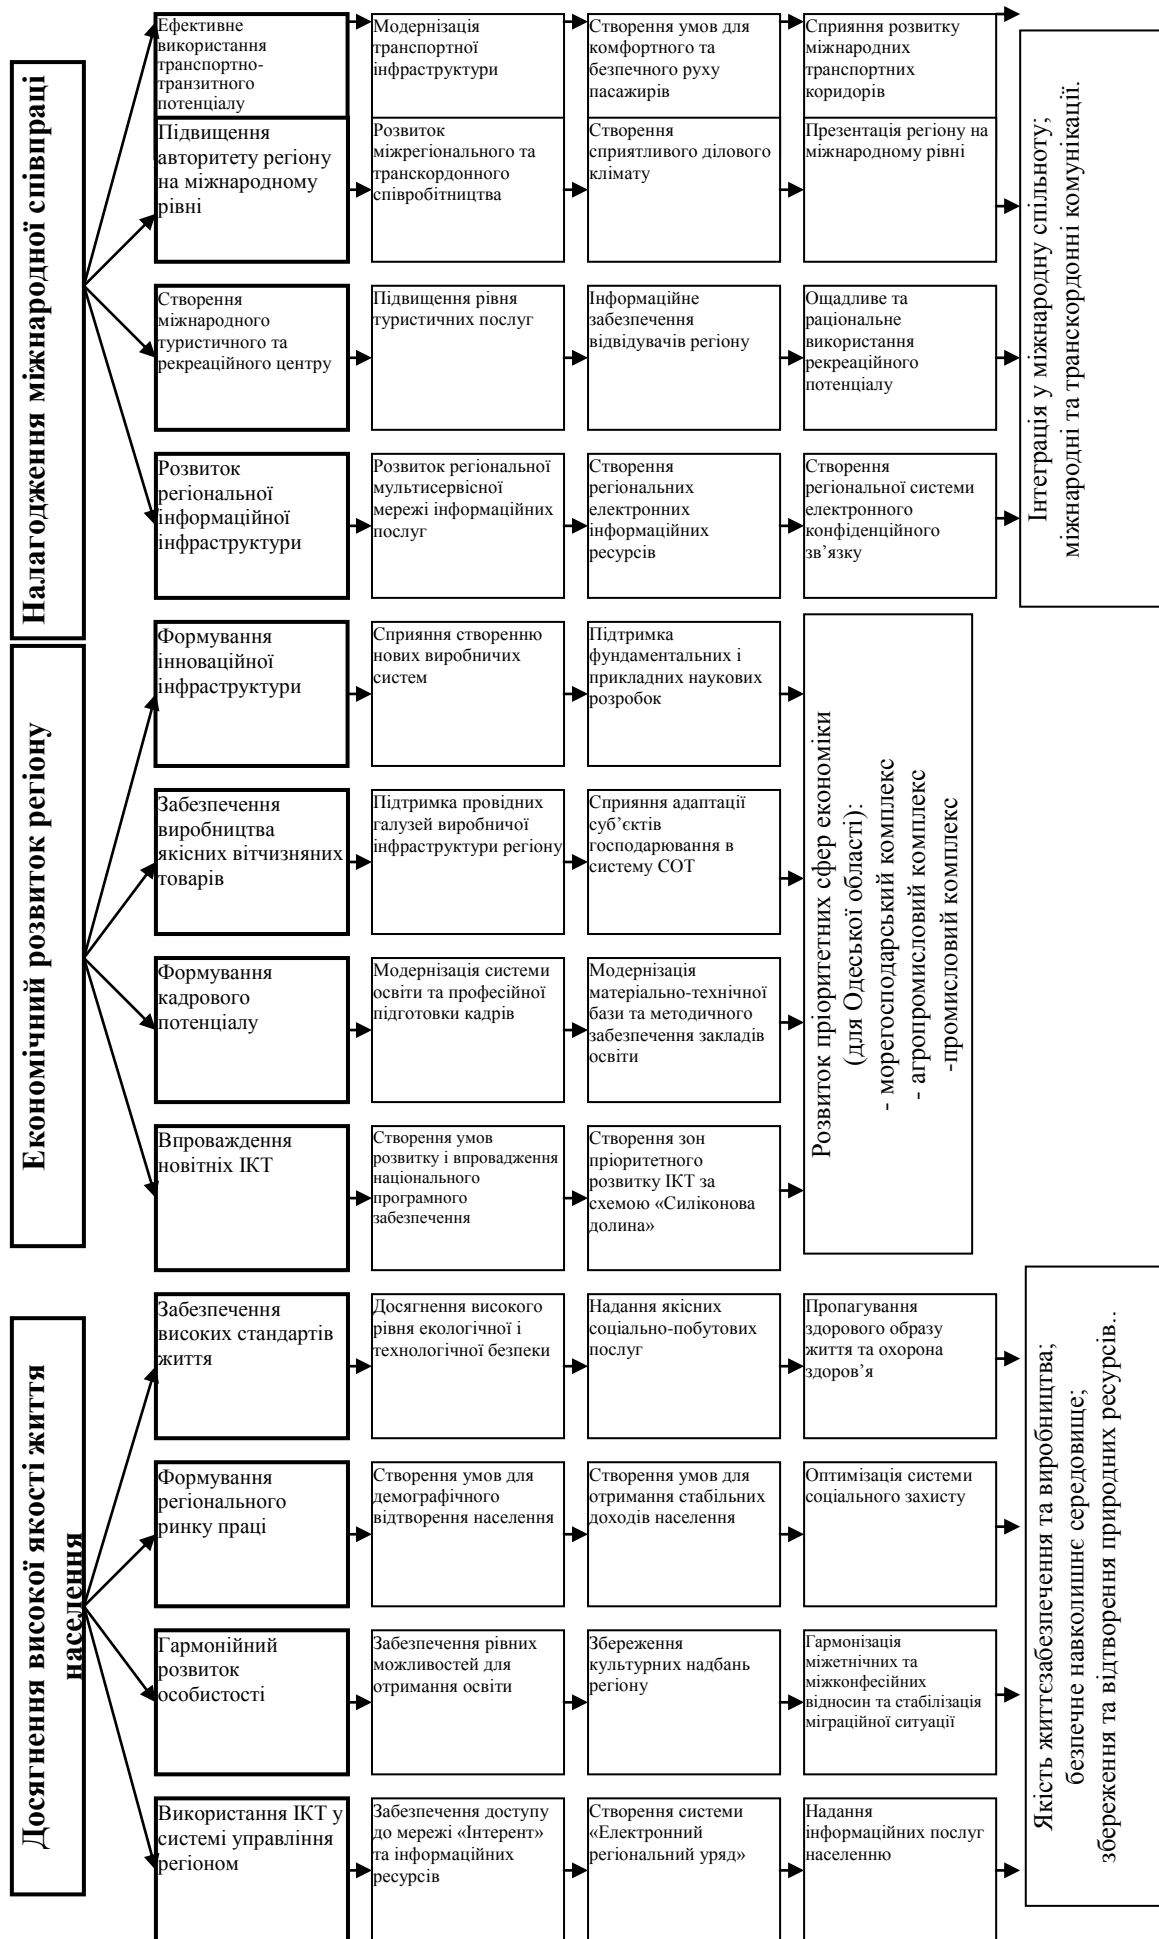 Налагодження міжнародної співпраці
Ефективне
використання
транспортно-
транзитного
потенціалу
Модернізація
транспортної
інфраструктури
Створення умов для
комфортного та
безпечного руху
пасажирів
Сприяння розвитку
міжнародних
транспортних
коридорів
Підвищення
авторитету регіону
на міжнародному
рівні
Розвиток
міжрегіонального та
транскордонного
співробітництва
Створення
сприятливого ділового
клімату
Презентація регіону на
міжнародному рівні
Створення
міжнародного
туристичного та
рекреаційного центру
Підвищення рівня
туристичних послуг
Інформаційне
забезпечення
відвідувачів регіону
Ощадливе та
раціональне
використання
рекреаційного
потенціалу
Розвиток
регіональної
інформаційної
інфраструктури
Розвиток регіональної
мультисервісної
мережі інформаційних
послуг
Створення
регіональних
електронних
інформаційних
ресурсів
Створення
регіональної системи
електронного
конфіденційного
зв’язку
Інтеграція у міжнародну спільноту;
міжнародні та транскордонні комунікації.
Економічний розвиток регіону
Формування
інноваційної
інфраструктури
Сприяння створенню
нових виробничих
систем
Підтримка
фундаментальних і
прикладних наукових
розробок
Забезпечення
виробництва
якісних вітчизняних
товарів
Підтримка провідних
галузей виробничої
інфраструктури регіону
Сприяння адаптації
суб’єктів
господарювання в
систему СОТ
Формування
кадрового
потенціалу
Модернізація системи
освіти та професійної
підготовки кадрів
Модернізація
матеріально-технічної
бази та методичного
забезпечення закладів
освіти
Впроваждення
новітніх ІКТ
Створення умов
розвитку і впровадження
національного
програмного
забезпечення
Створення зон
пріоритетного
розвитку ІКТ за
схемою «Силіконова
долина»
Розвиток пріоритетних сфер економіки
(для Одеської області):
- морегосподарський комплекс
- агропромисловий комплекс
-промисловий комплекс
Досягнення високої якості життя
населення
Забезпечення
високих стандартів
життя
Досягнення високого
рівня екологічної і
технологічної безпеки
Надання якісних
соціально-побутових
послуг
Пропагування
здорового образу
життя та охорона
здоров’я
Формування
регіонального
ринку праці
Створення умов для
демографічного
відтворення населення
Створення умов для
отримання стабільних
доходів населення
Оптимізація системи
соціального захисту
Гармонійний
розвиток
особистості
Забезпечення рівних
можливостей для
отримання освіти
Збереження
культурних надбань
регіону
Гармонізація
міжетнічних та
міжконфесійних
відносин та стабілізація
міграційної ситуації
Використання ІКТ у
системі управління
регіоном
Забезпечення доступу
до мережі «Інтерент»
та інформаційних
ресурсів
Створення системи
«Електронний
регіональний уряд»
Надання
інформаційних послуг
населенню
Якість життєзабезпечення та виробництва;
безпечне навколишнє середовище;
збереження та відтворення природних ресурсів..